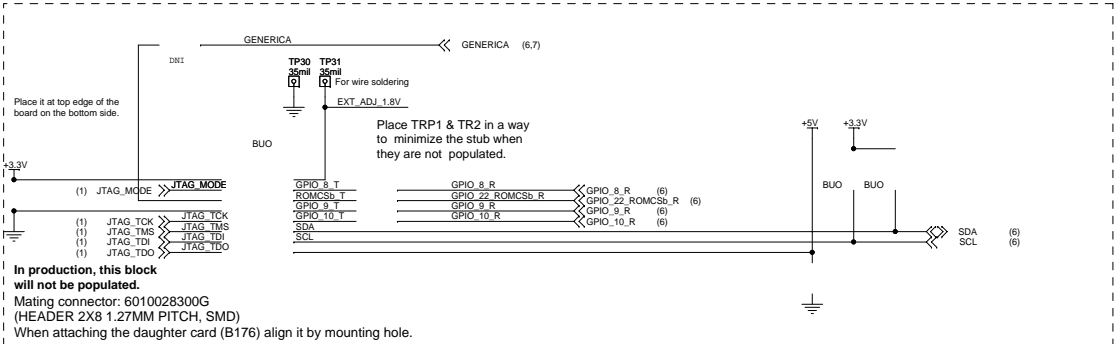 GENERICA
GENERICA (6,7)
DNI
TP30 TP31
35mil 35mil
For wire soldering
Place it at top edge of the
board on the bottom side.
EXT_ADJ_1.8V
Place TRP1 & TR2 in a way
to minimize the stub when
they are not populated.
+5V +3.3V
BUO
+3.3V
BUO BUO
(1) JTAG_MODE JTAG_MODE GPIO_8_T GPIO_8_R GPIO_8_R (6)
ROMCSb_T GPIO_22_ROMCSb_R GPIO_22_ROMCSb_R (6)
GPIO_9_T GPIO_9_R GPIO_9_R (6)
(1) JTAG_TCK JTAG_TCK GPIO_10_T GPIO_10_R GPIO_10_R (6)
(1) JTAG_TMS JTAG_TMS SDA SDA (6)
(1) JTAG_TDI JTAG_TDI SCL SCL (6)
(1) JTAG_TDO JTAG_TDO
In production, this block
will not be populated.
Mating connector: 6010028300G
(HEADER 2X8 1.27MM PITCH, SMD)
When attaching the daughter card (B176) align it by mounting hole.